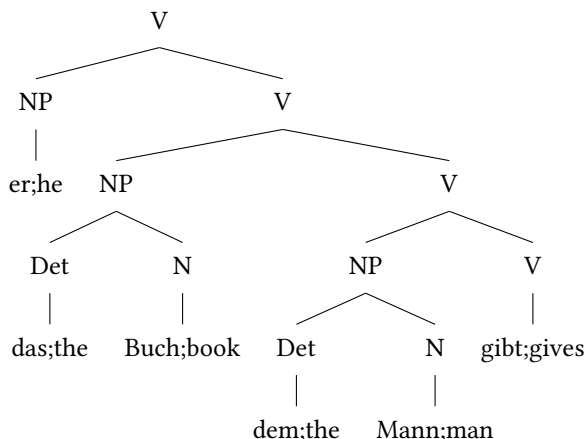 V
NP V
er;he NP V
Det N NP V
das;the Buch;book Det N gibt;gives
dem;the Mann;man